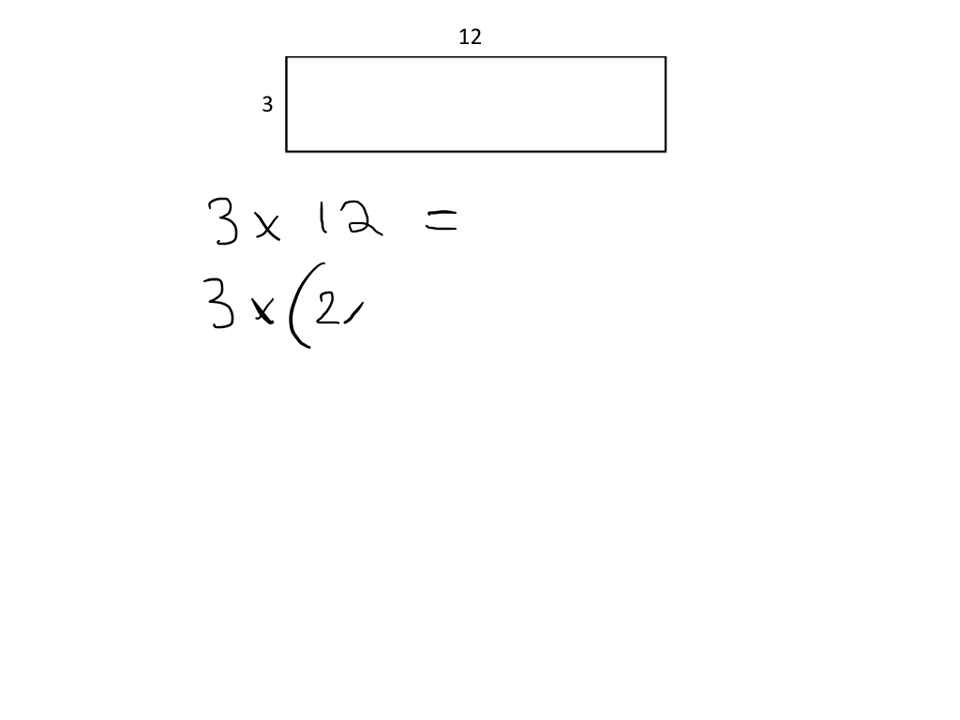 12
3
3 x 12 =
3 x (2